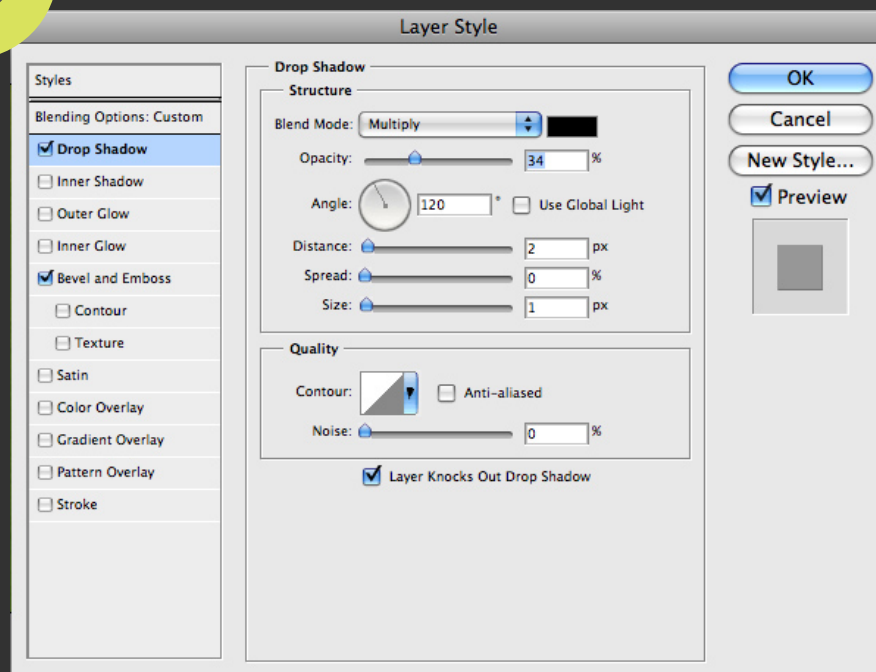 Layer Style
Styles
Blending Options: Custom
Drop Shadow
Inner Shadow
Outer Glow
Inner Glow
Bevel and Emboss
Contour
Texture
Satin
Color Overlay
Gradient Overlay
Pattern Overlay
Stroke
Drop Shadow
Structure
Blend Mode: Multiply
Opacity: 34 %
Angle: 120 ° Use Global Light
Distance: 2 px
Spread: 0 %
Size: 1 px
Quality
Contour: Anti-aliased
Noise: 0 %
Layer Knocks Out Drop Shadow
OK
Cancel
New Style...
Preview